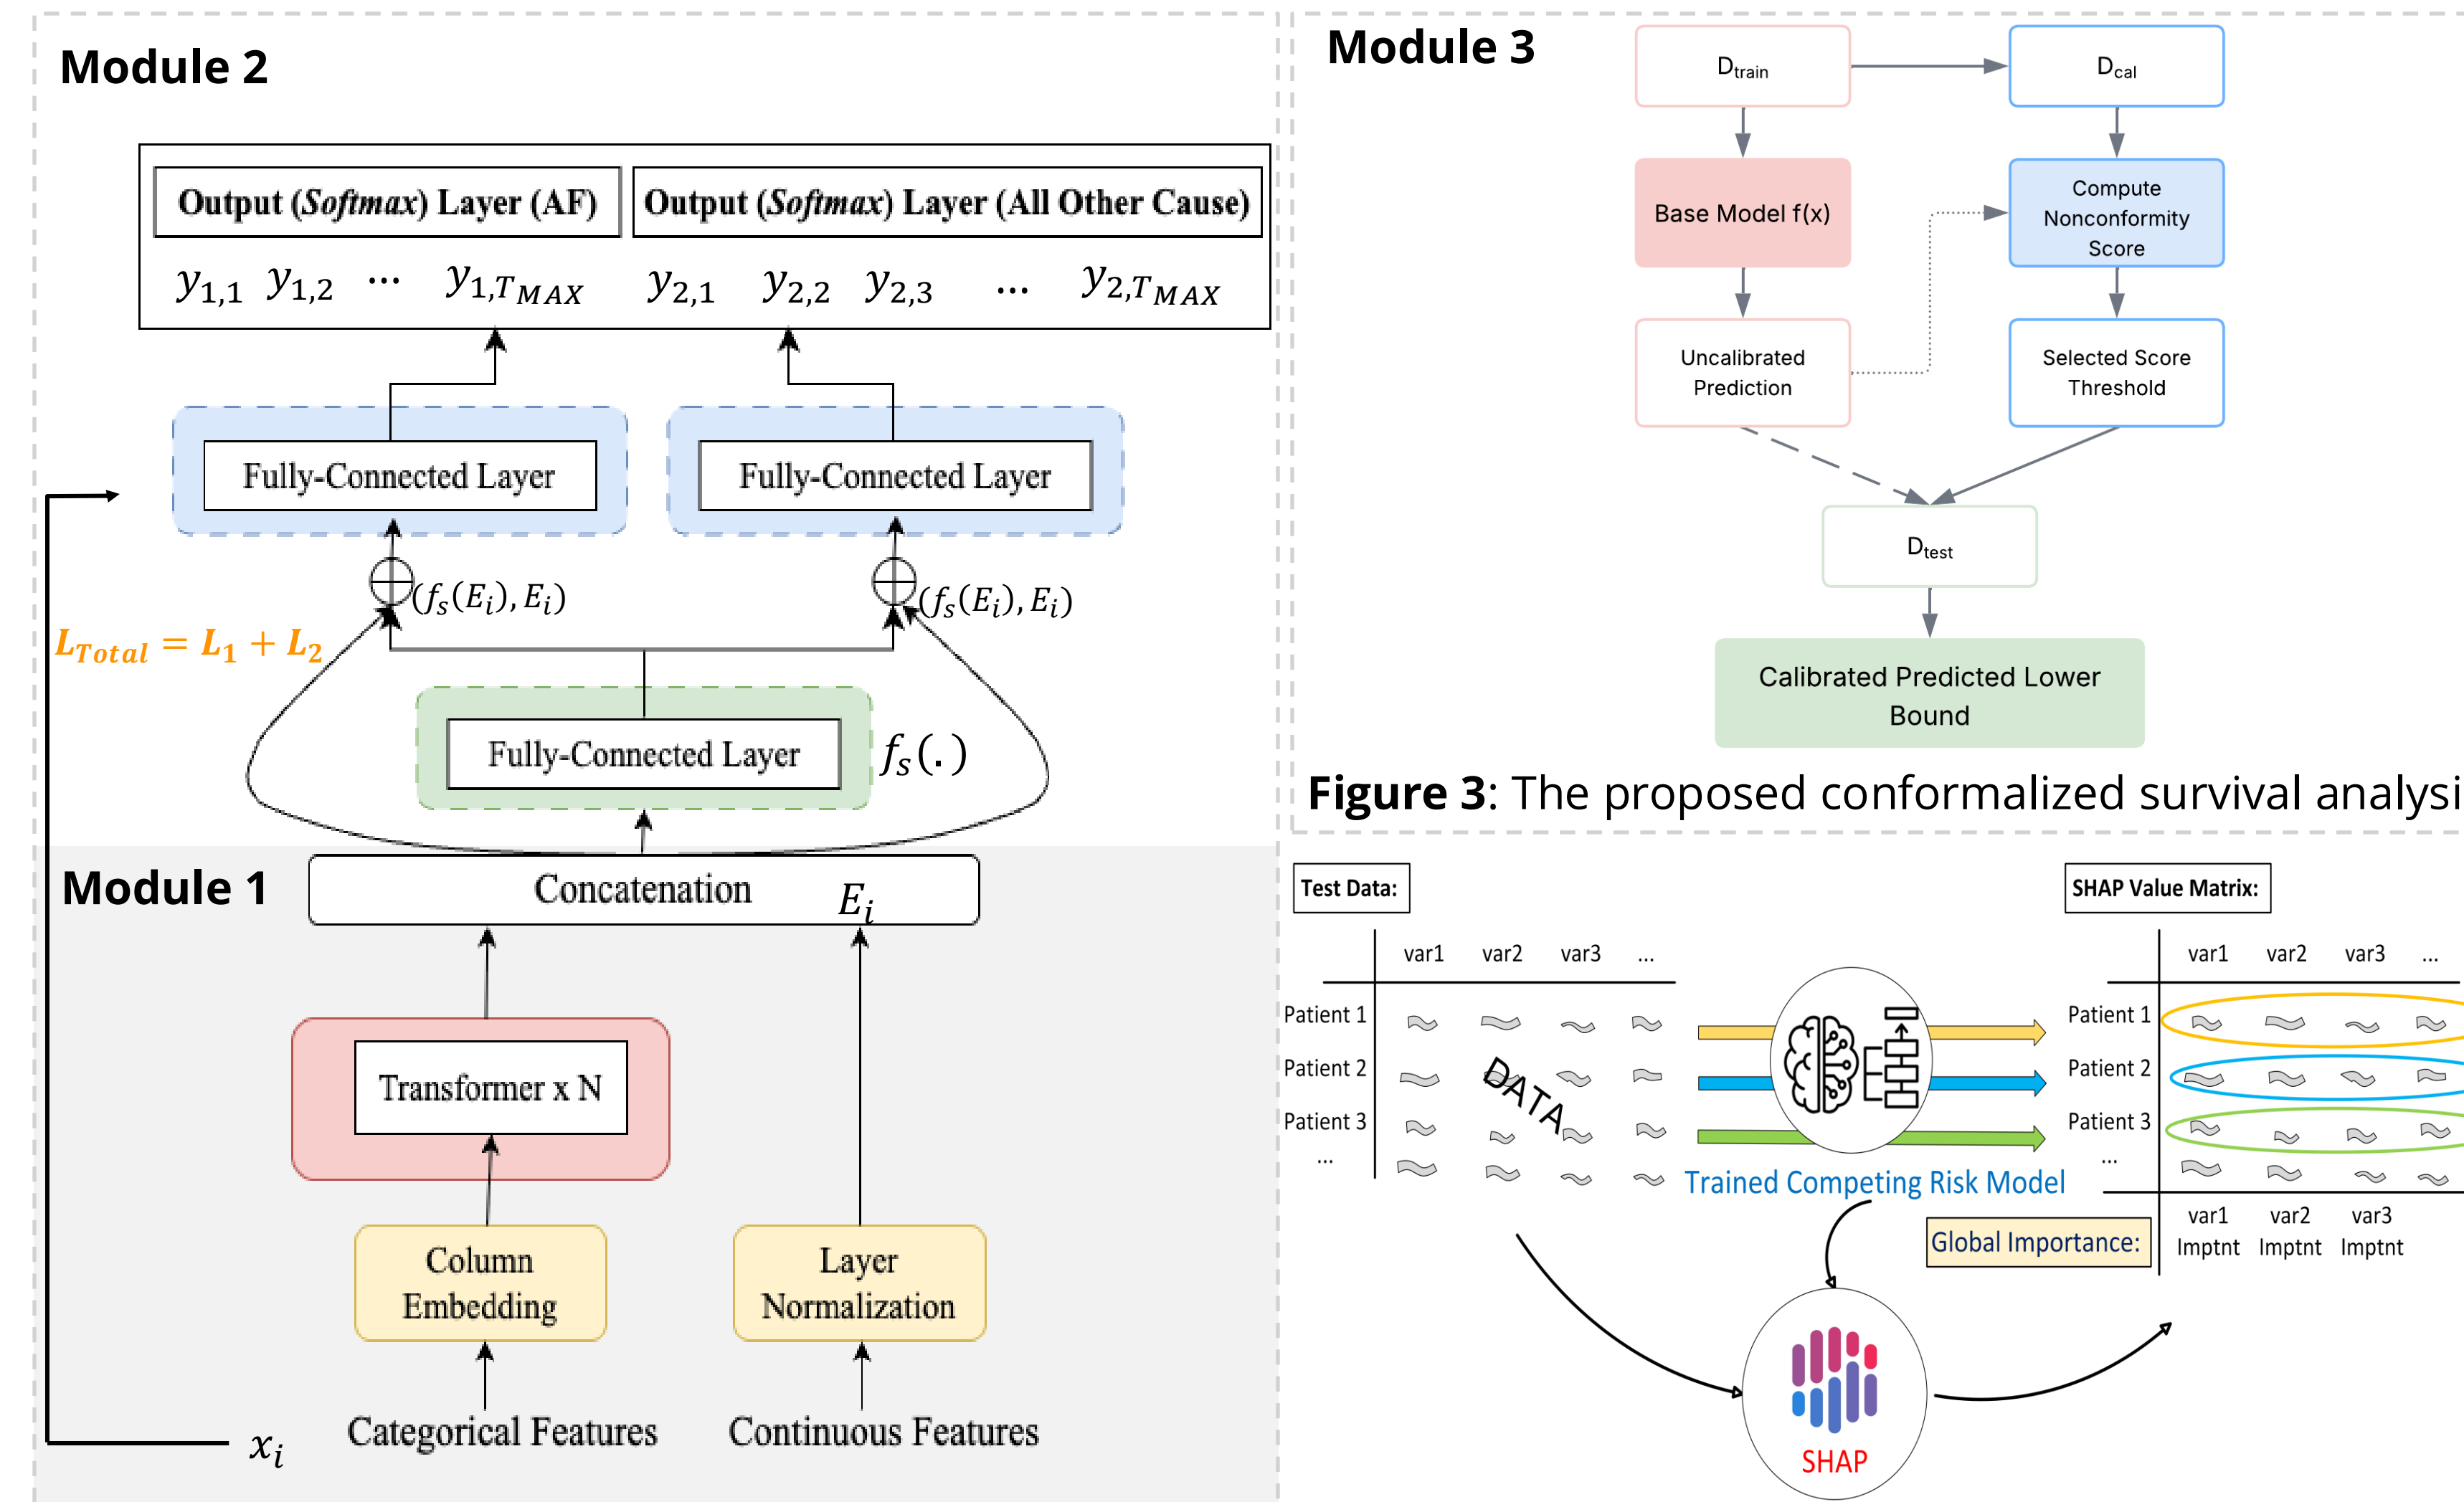 Module 2
Output (Softmax) Layer (AF)
Output (Softmax) Layer (All Other Cause)
y1,1 y1,2 ... y1,TMAX
y2,1 y2,2 y2,3 ... y2,TMAX
Fully-Connected Layer
Fully-Connected Layer
(fs(Ei), Ei)
(fs(Ei), Ei)
LTotal = L1 + L2
Fully-Connected Layer
fs(.)
Module 1
Concatenation
Ei
Transformer x N
Column
Embedding
Layer
Normalization
Categorical Features
Continuous Features
xi
Module 3
Dtrain
Dcal
Base Model f(x)
Compute
Nonconformity
Score
Uncalibrated
Prediction
Selected Score
Threshold
Dtest
Calibrated Predicted Lower
Bound
Figure 3: The proposed conformalized survival analysi
Test Data:
var1 var2 var3 ...
Patient 1
Patient 2
Patient 3
...
DATA
Trained Competing Risk Model
SHAP Value Matrix:
var1 var2 var3 ...
Patient 1
Patient 2
Patient 3
...
Global Importance:
var1 var2 var3
Imptnt Imptnt Imptnt
SHAP